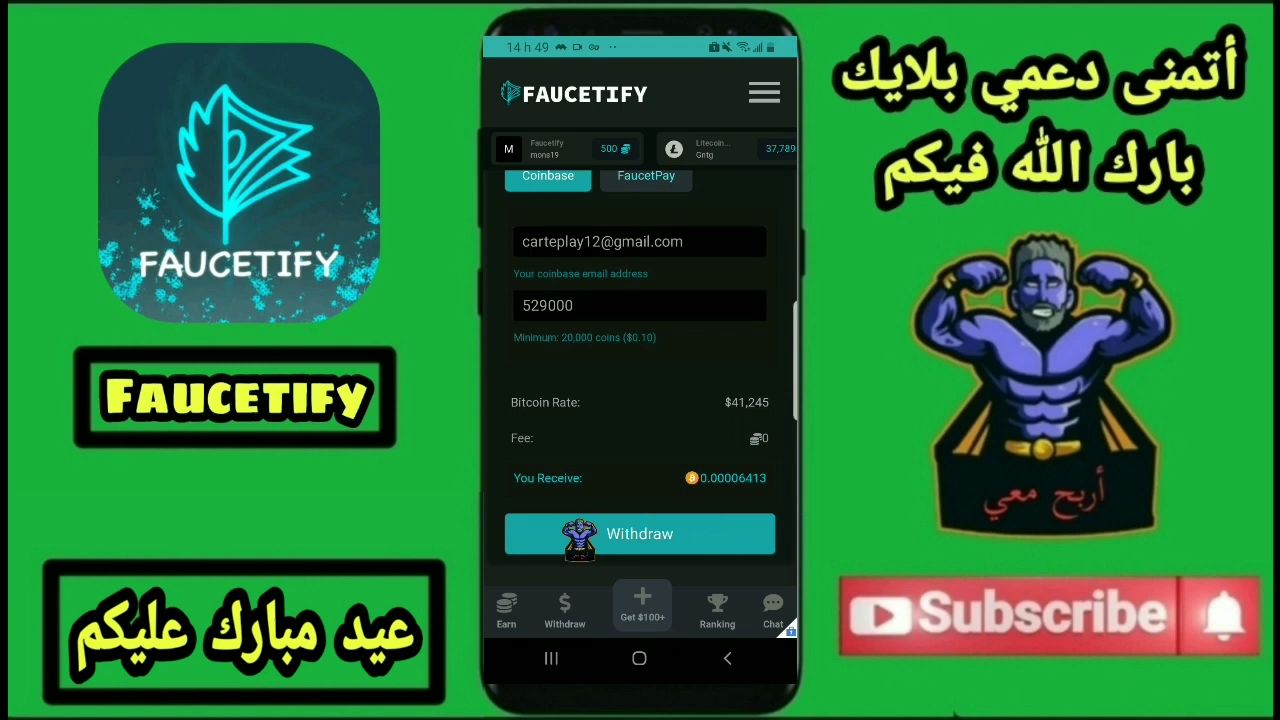 FAUCETIFY
FAUCETIFY
عيد مبارك عليكم
14 h 49
FAUCETIFY
M
Faucetify
mons19
500
Litecoin...
Gntg
37,789
Coinbase
FaucetPay
carteplay12@gmail.com
Your coinbase email address
529000
Minimum: 20,000 coins ($0.10)
Bitcoin Rate:
$41,245
Fee:
0
You Receive:
0.00006413
Withdraw
Earn
Withdraw
Get $100+
Ranking
Chat
أتمنى دعمي بلايك
بارك الله فيكم
أربح معي
Subscribe